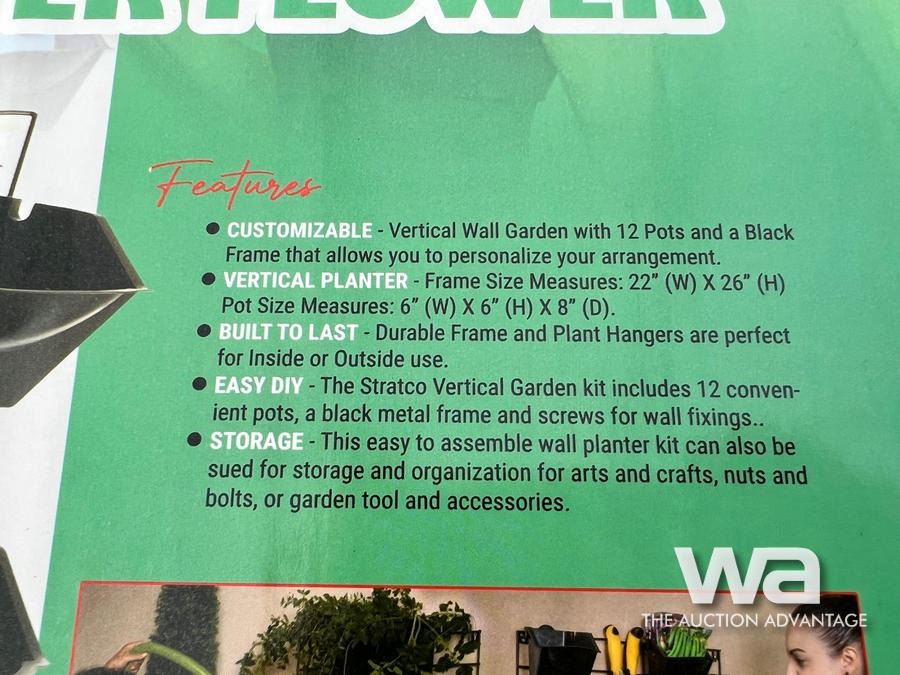 ER FLOWER
Features
● CUSTOMIZABLE - Vertical Wall Garden with 12 Pots and a Black
Frame that allows you to personalize your arrangement.
● VERTICAL PLANTER - Frame Size Measures: 22” (W) X 26” (H)
Pot Size Measures: 6” (W) X 6” (H) X 8” (D).
● BUILT TO LAST - Durable Frame and Plant Hangers are perfect
for Inside or Outside use.
● EASY DIY - The Stratco Vertical Garden kit includes 12 conven-
ient pots, a black metal frame and screws for wall fixings..
● STORAGE - This easy to assemble wall planter kit can also be
sued for storage and organization for arts and crafts, nuts and
bolts, or garden tool and accessories.
wa
THE AUCTION ADVANTAGE